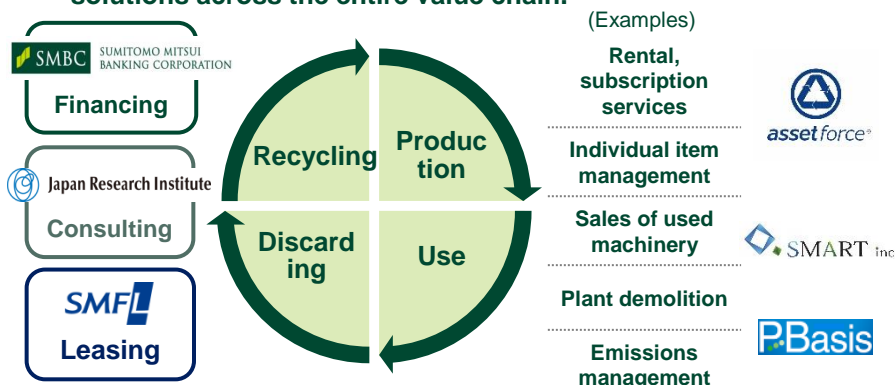 solutions across the entire value chain.
(Examples)
SMBC SUMITOMO MITSUI
BANKING CORPORATION
Financing
Japan Research Institute
Consulting
SMFL
Leasing
Recycling
Produc
tion
Discard
ing
Use
Rental,
subscription
services
Individual item
management
Sales of used
machinery
Plant demolition
Emissions
management
assetforce
SMART inc
P-Basis